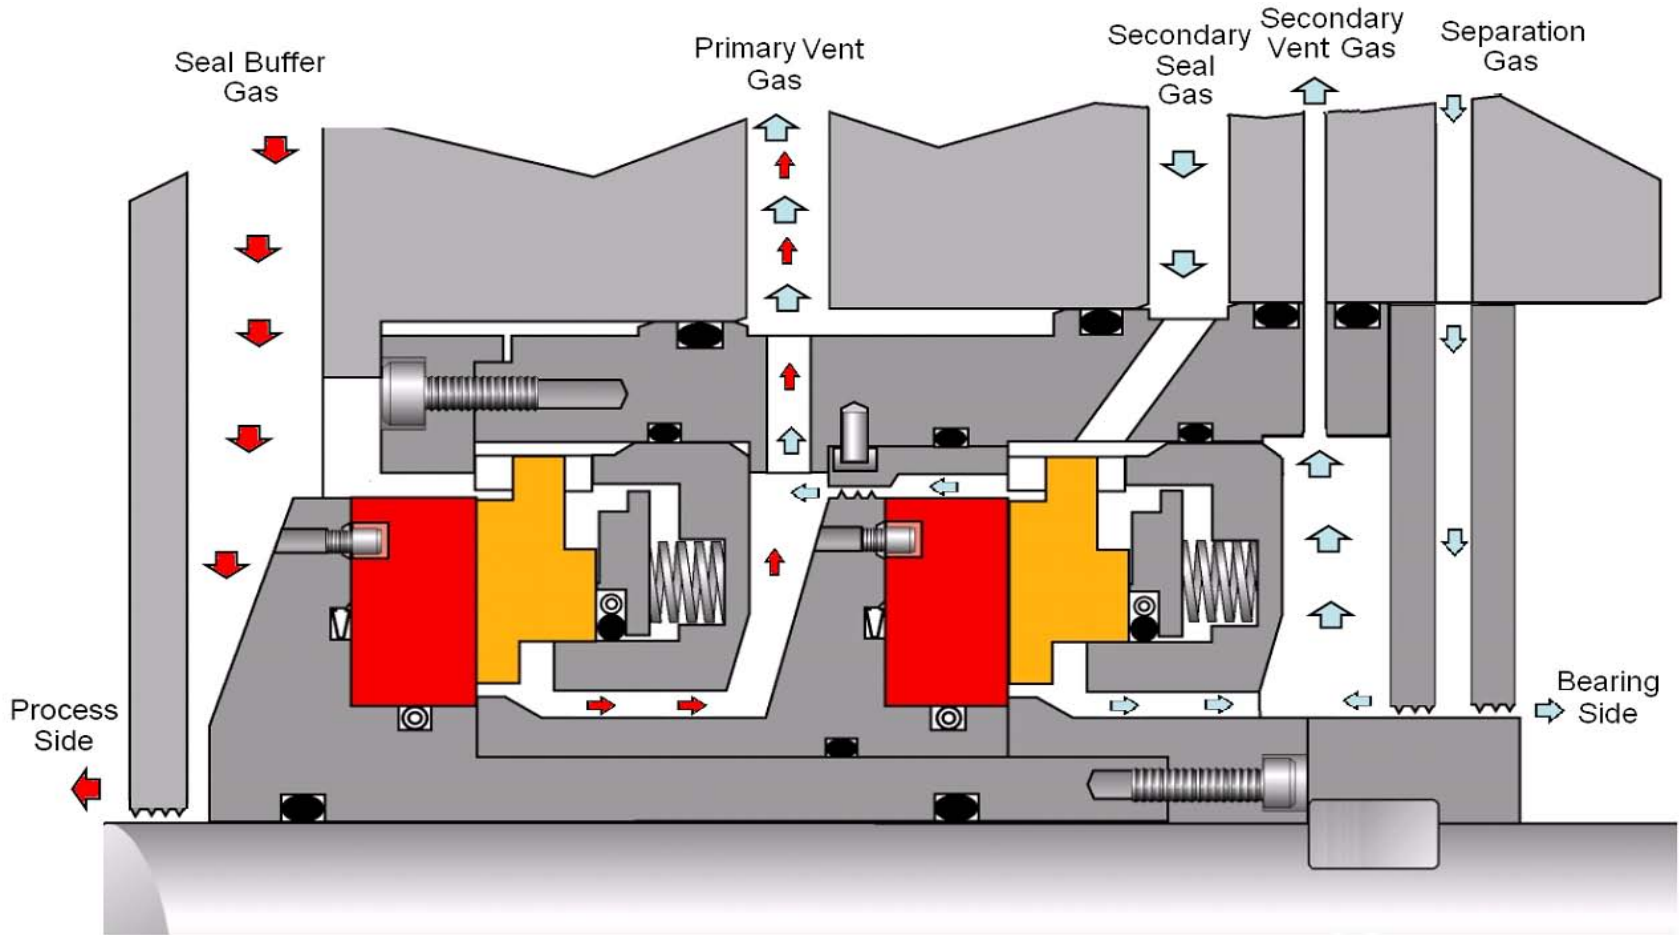 Seal Buffer
Gas
Primary Vent
Gas
Secondary
Seal
Gas
Secondary
Vent Gas
Separation
Gas
Process
Side
Bearing
Side